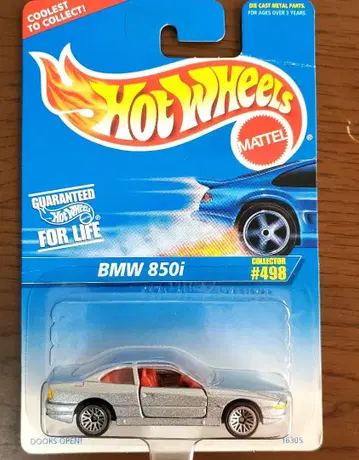 COOLEST
TO COLLECT!
DIE CAST METAL PARTS.
FOR AGES OVER 3 YEARS.
HOT WHEELS
MATTEL
®
GUARANTEED
Hot Wheels
FOR LIFE
BMW 850i
COLLECTOR
#498
DOORS OPEN!
16305